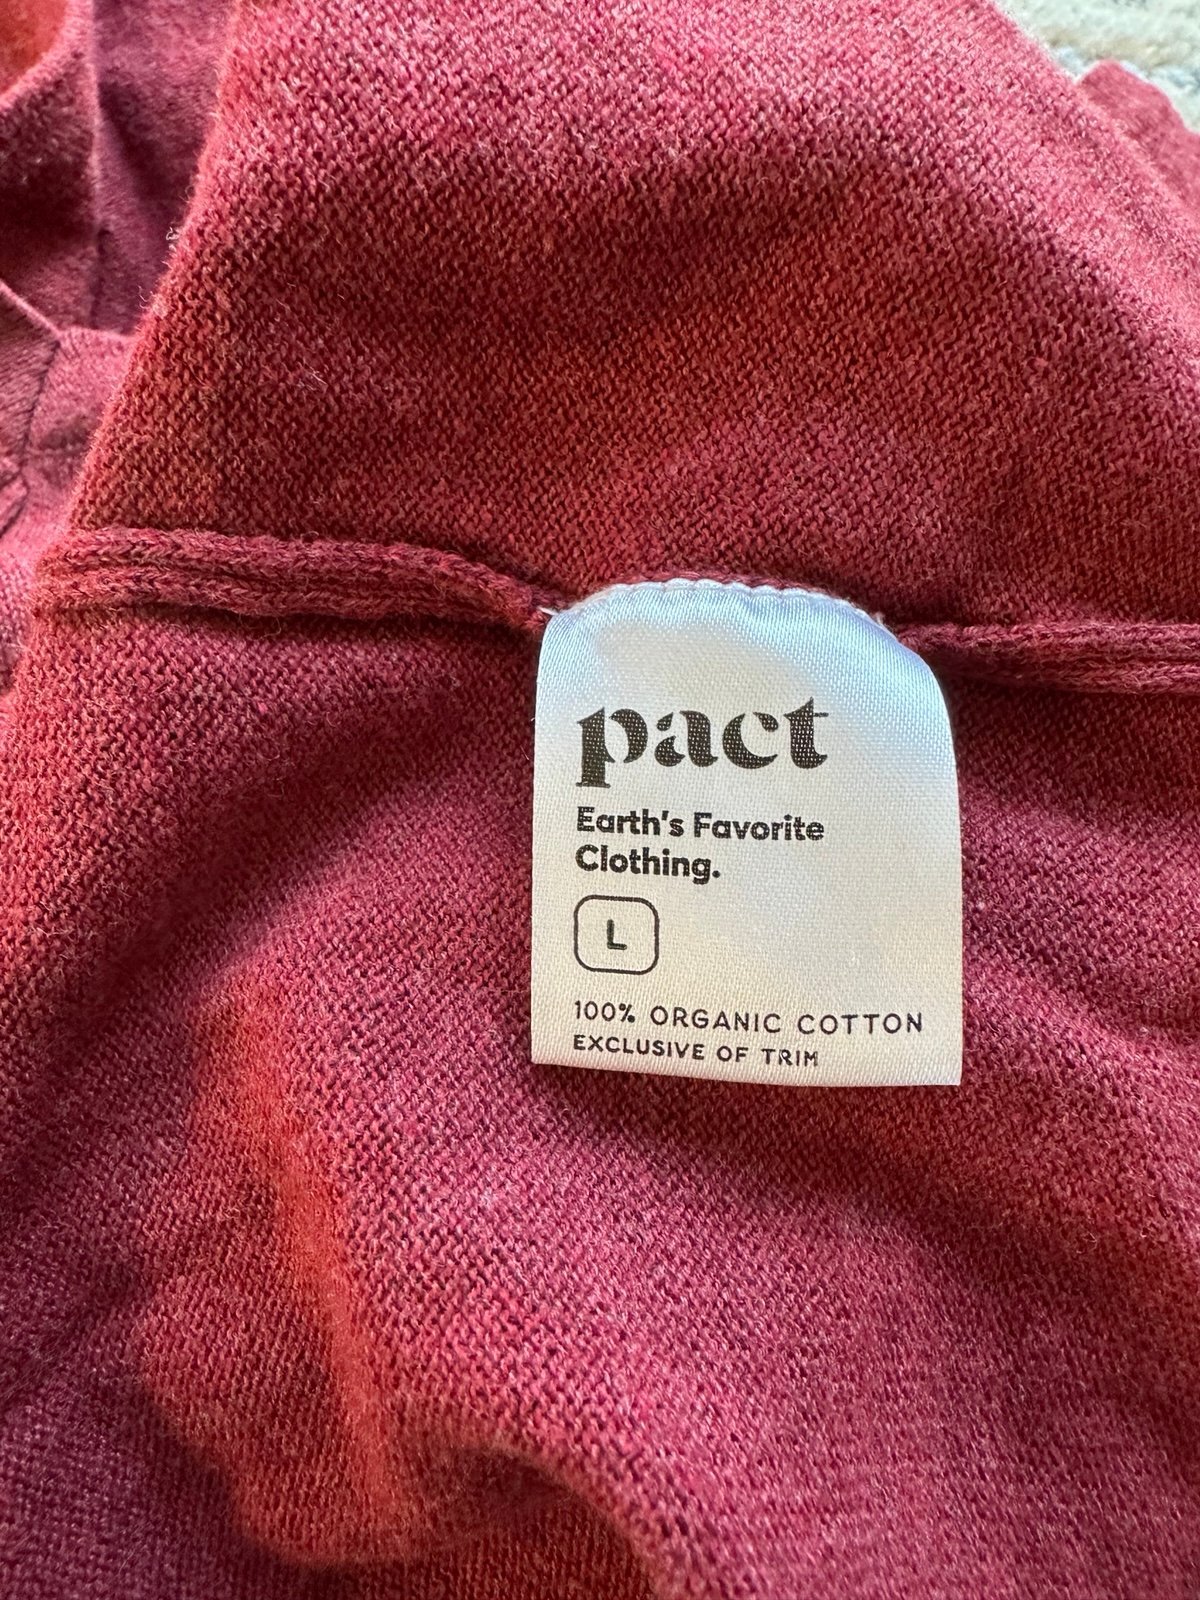 pact
Earth's Favorite
Clothing.
L
100% ORGANIC COTTON
EXCLUSIVE OF TRIM